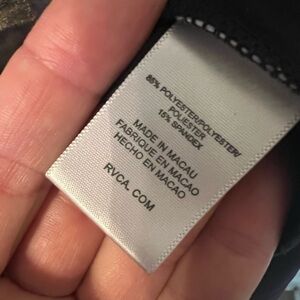 85% POLYESTER/POLYESTER/
POLIESTER
15% SPANDEX
MADE IN MACAU
FABRIQUE EN MACAO
HECHO EN MACAO
RVCA. COM